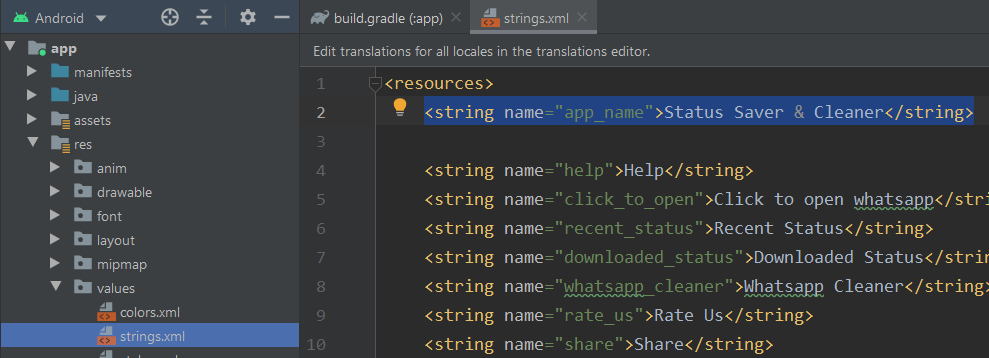 Android
build.gradle (:app)
strings.xml
app
Edit translations for all locales in the translations editor.
manifests
java
assets
res
anim
drawable
font
layout
mipmap
values
colors.xml
strings.xml
1 <resources>
2 <string name="app_name">Status Saver & Cleaner</string>
3
4 <string name="help">Help</string>
5 <string name="click_to_open">Click to open whatsapp</stri
6 <string name="recent_status">Recent Status</string>
7 <string name="downloaded_status">Downloaded Status</strin
8 <string name="whatsapp_cleaner">Whatsapp Cleaner</string>
9 <string name="rate_us">Rate Us</string>
10 <string name="share">Share</string>